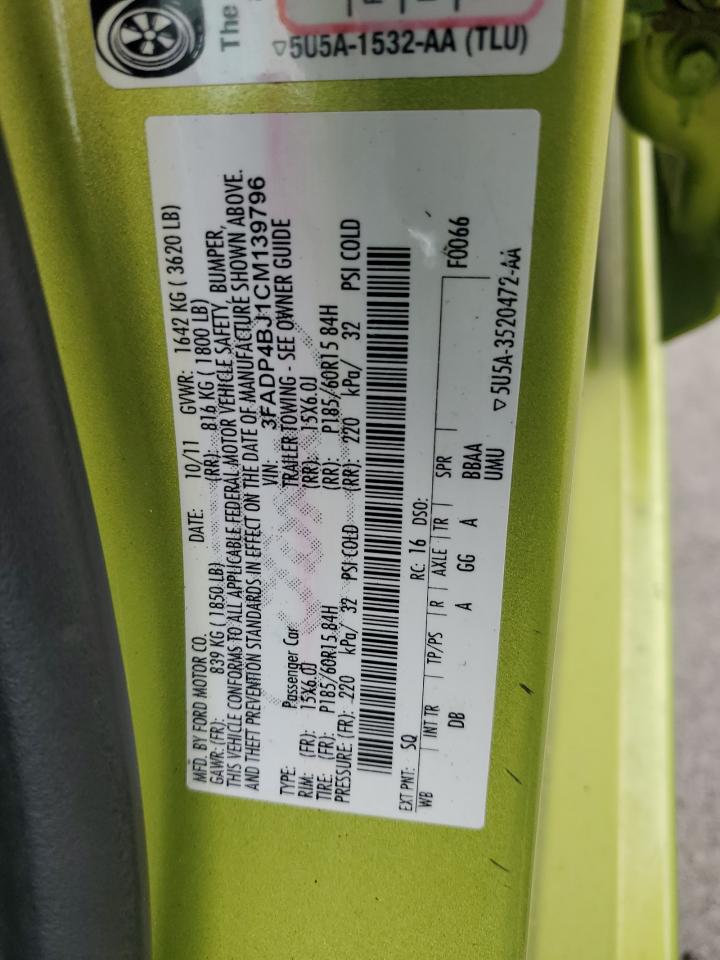 The
▽5U5A-1532-AA (TLU)
MFD. BY FORD MOTOR CO.
DATE: 10/11 GVWR: 1642 KG ( 3620 LB)
GAWR: (FR): 839 KG ( 1850 LB) (RR): 816 KG ( 1800 LB)
THIS VEHICLE CONFORMS TO ALL APPLICABLE FEDERAL MOTOR VEHICLE SAFETY, BUMPER,
AND THEFT PREVENTION STANDARDS IN EFFECT ON THE DATE OF MANUFACTURE SHOWN ABOVE.
VIN: 3FADP4BJ1CM139796
TYPE: Passenger Car TRAILER TOWING - SEE OWNER GUIDE
RIM: (FR): 15X6.0J (RR): 15X6.0J
TIRE: (FR): P185/60R15 84H (RR): P185/60R15 84H
PRESSURE: (FR): 220 kPa/ 32 PSI COLD (RR): 220 kPa/ 32 PSI COLD
EXT PNT: SQ RC: 16 DSO:
WB INT TR TP/PS R AXLE TR SPR F0066
DB A GG A BBAA
UMU ▽5U5A-3520472-AA